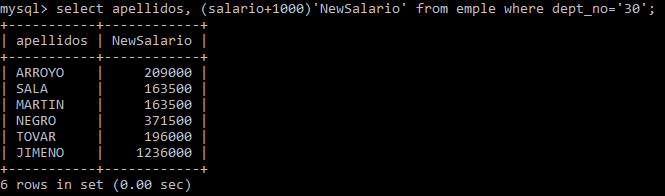 mysql> select apellidos, (salario+1000)'NewSalario' from emple where dept_no='30';
+-----------+------------+
| apellidos | NewSalario |
+-----------+------------+
| ARROYO    |     209000 |
| SALA      |     163500 |
| MARTIN    |     163500 |
| NEGRO     |     371500 |
| TOVAR     |     196000 |
| JIMENO    |    1236000 |
+-----------+------------+
6 rows in set (0.00 sec)